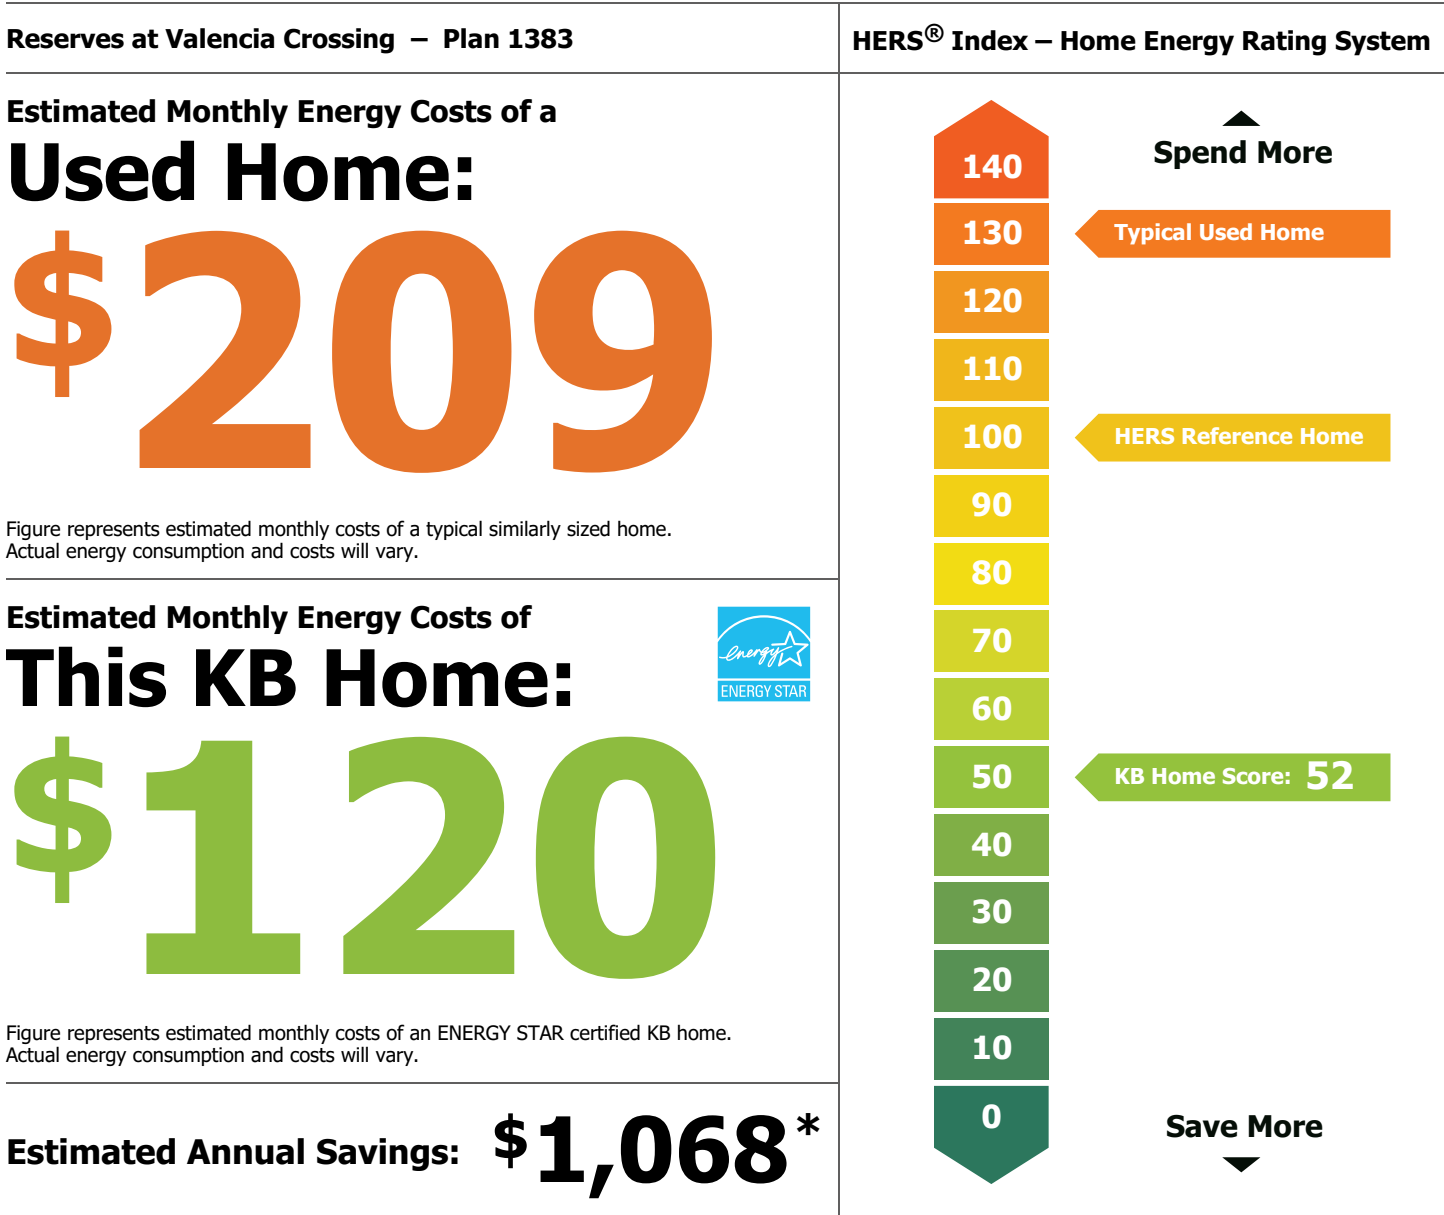 Reserves at Valencia Crossing – Plan 1383
Estimated Monthly Energy Costs of a
Used Home:
$209
Figure represents estimated monthly costs of a typical similarly sized home.
Actual energy consumption and costs will vary.
Estimated Monthly Energy Costs of
This KB Home:
energy
ENERGY STAR
$120
Figure represents estimated monthly costs of an ENERGY STAR certified KB home.
Actual energy consumption and costs will vary.
Estimated Annual Savings: $1,068*
HERS® Index – Home Energy Rating System
Spend More
140
130 Typical Used Home
120
110
100 HERS Reference Home
90
80
70
60
50 KB Home Score: 52
40
30
20
10
0
Save More